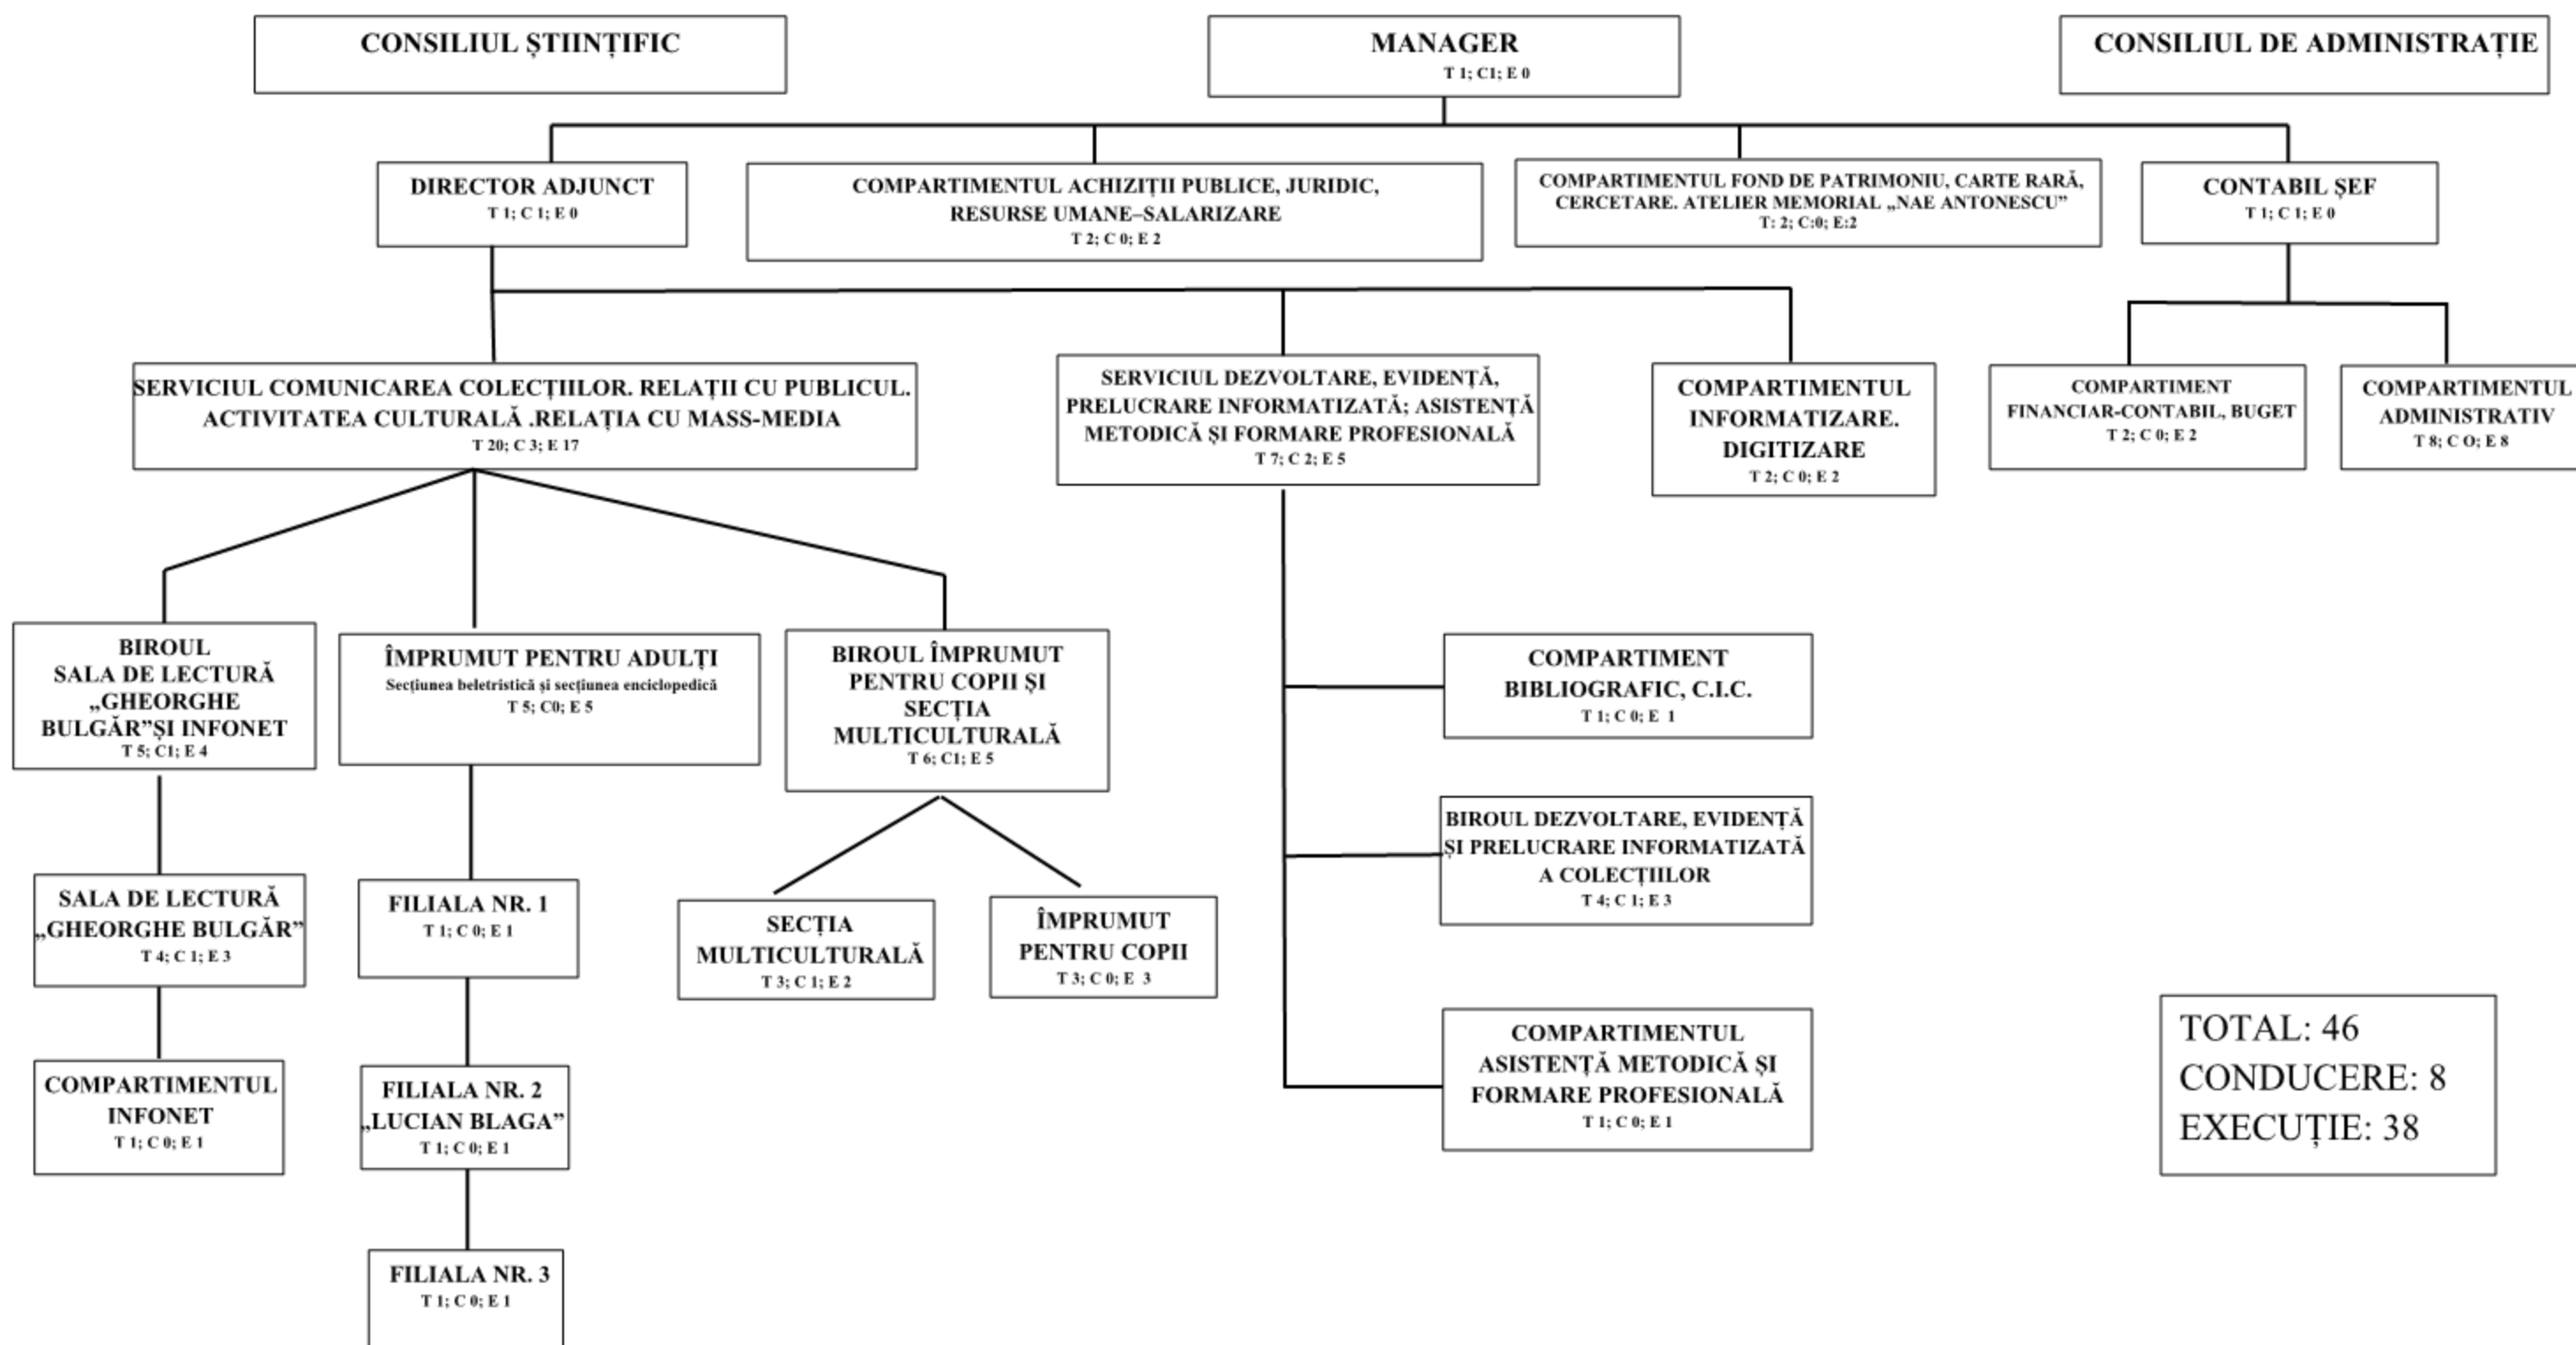 CONSILIUL ȘTIINȚIFIC
MANAGER
T 1; C1; E 0
CONSILIUL DE ADMINISTRAȚIE
DIRECTOR ADJUNCT
T 1; C 1; E 0
COMPARTIMENTUL ACHIZIȚII PUBLICE, JURIDIC,
RESURSE UMANE–SALARIZARE
T 2; C 0; E 2
COMPARTIMENTUL FOND DE PATRIMONIU, CARTE RARĂ,
CERCETARE. ATELIER MEMORIAL „NAE ANTONESCU”
T: 2; C:0; E:2
CONTABIL ȘEF
T 1; C 1; E 0
SERVICIUL COMUNICAREA COLECȚIILOR. RELAȚII CU PUBLICUL.
ACTIVITATEA CULTURALĂ .RELAȚIA CU MASS-MEDIA
T 20; C 3; E 17
SERVICIUL DEZVOLTARE, EVIDENȚĂ,
PRELUCRARE INFORMATIZATĂ; ASISTENȚĂ
METODICĂ ȘI FORMARE PROFESIONALĂ
T 7; C 2; E 5
COMPARTIMENTUL
INFORMATIZARE.
DIGITIZARE
T 2; C 0; E 2
COMPARTIMENT
FINANCIAR-CONTABIL, BUGET
T 2; C 0; E 2
COMPARTIMENTUL
ADMINISTRATIV
T 8; C O; E 8
BIROUL
SALA DE LECTURĂ
„GHEORGHE
BULGĂR”ȘI INFONET
T 5; C1; E 4
ÎMPRUMUT PENTRU ADULȚI
Secțiunea beletristică și secțiunea enciclopedică
T 5; C0; E 5
BIROUL ÎMPRUMUT
PENTRU COPII ȘI
SECȚIA
MULTICULTURALĂ
T 6; C1; E 5
COMPARTIMENT
BIBLIOGRAFIC, C.I.C.
T 1; C 0; E 1
BIROUL DEZVOLTARE, EVIDENȚĂ
ȘI PRELUCRARE INFORMATIZATĂ
A COLECȚIILOR
T 4; C 1; E 3
SALA DE LECTURĂ
„GHEORGHE BULGĂR”
T 4; C 1; E 3
FILIALA NR. 1
T 1; C 0; E 1
SECȚIA
MULTICULTURALĂ
T 3; C 1; E 2
ÎMPRUMUT
PENTRU COPII
T 3; C 0; E 3
COMPARTIMENTUL
ASISTENȚĂ METODICĂ ȘI
FORMARE PROFESIONALĂ
T 1; C 0; E 1
TOTAL: 46
CONDUCERE: 8
EXECUȚIE: 38
COMPARTIMENTUL
INFONET
T 1; C 0; E 1
FILIALA NR. 2
„LUCIAN BLAGA”
T 1; C 0; E 1
FILIALA NR. 3
T 1; C 0; E 1